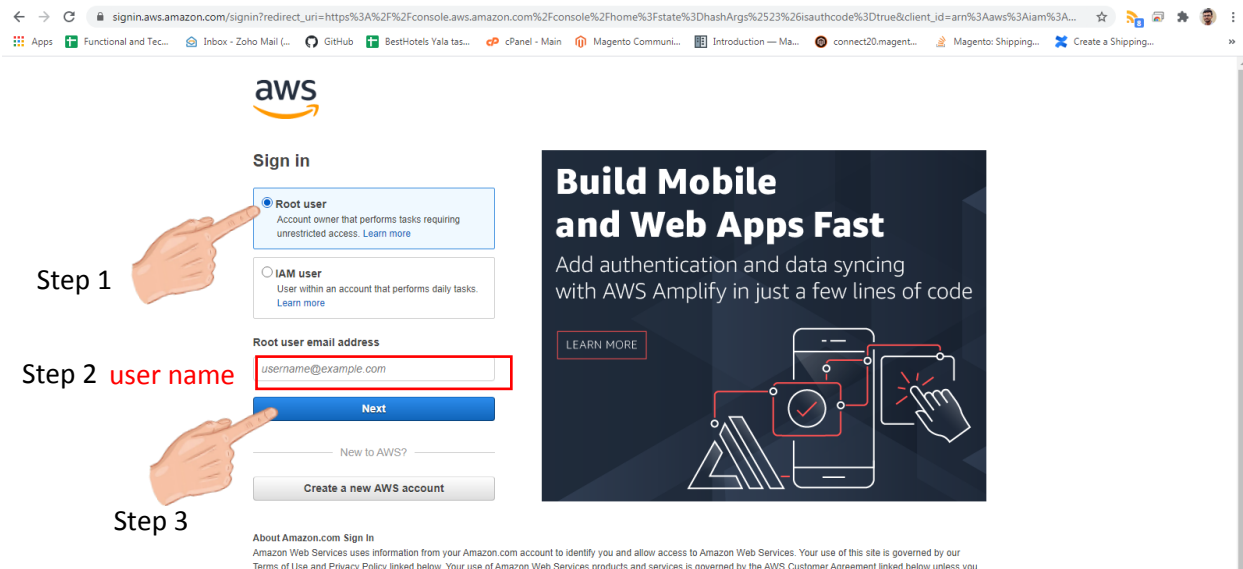 signin.aws.amazon.com/signin?redirect_uri=https%3A%2F%2Fconsole.aws.amazon.com%2Fconsole%2Fhome%3Fstate%3DhashArgs%2523%26isauthcode%3Dtrue&client_id=arn%3Aaws%3Aiam%3A...
Apps Functional and Tec... Inbox - Zoho Mail (... GitHub BestHotels Yala tas... cPanel - Main Magento Communi... Introduction — Ma... connect20.magent... Magento: Shipping... Create a Shipping... »
aws
Sign in
Root user
Account owner that performs tasks requiring
unrestricted access. Learn more
Step 1
IAM user
User within an account that performs daily tasks.
Learn more
Root user email address
Step 2 user name
username@example.com
Next
New to AWS?
Create a new AWS account
Step 3
Build Mobile
and Web Apps Fast
Add authentication and data syncing
with AWS Amplify in just a few lines of code
LEARN MORE
About Amazon.com Sign In
Amazon Web Services uses information from your Amazon.com account to identify you and allow access to Amazon Web Services. Your use of this site is governed by our
Terms of Use and Privacy Policy linked below. Your use of Amazon Web Services products and services is governed by the AWS Customer Agreement linked below unless you